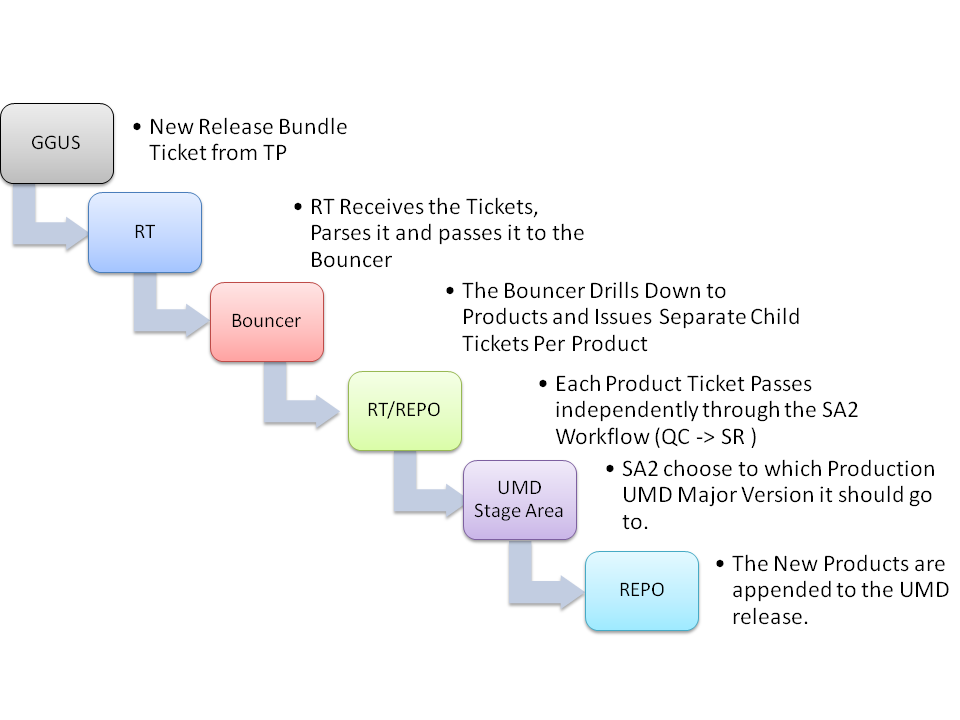 GGUS
• New Release Bundle
Ticket from TP
RT
• RT Receives the Tickets,
Parses it and passes it to the
Bouncer
Bouncer
• The Bouncer Drills Down to
Products and Issues Separate Child
Tickets Per Product
RT/REPO
• Each Product Ticket Passes
independently through the SA2
Workflow (QC -> SR )
UMD
Stage Area
• SA2 choose to which Production
UMD Major Version it should go
to.
REPO
• The New Products are
appended to the UMD
release.